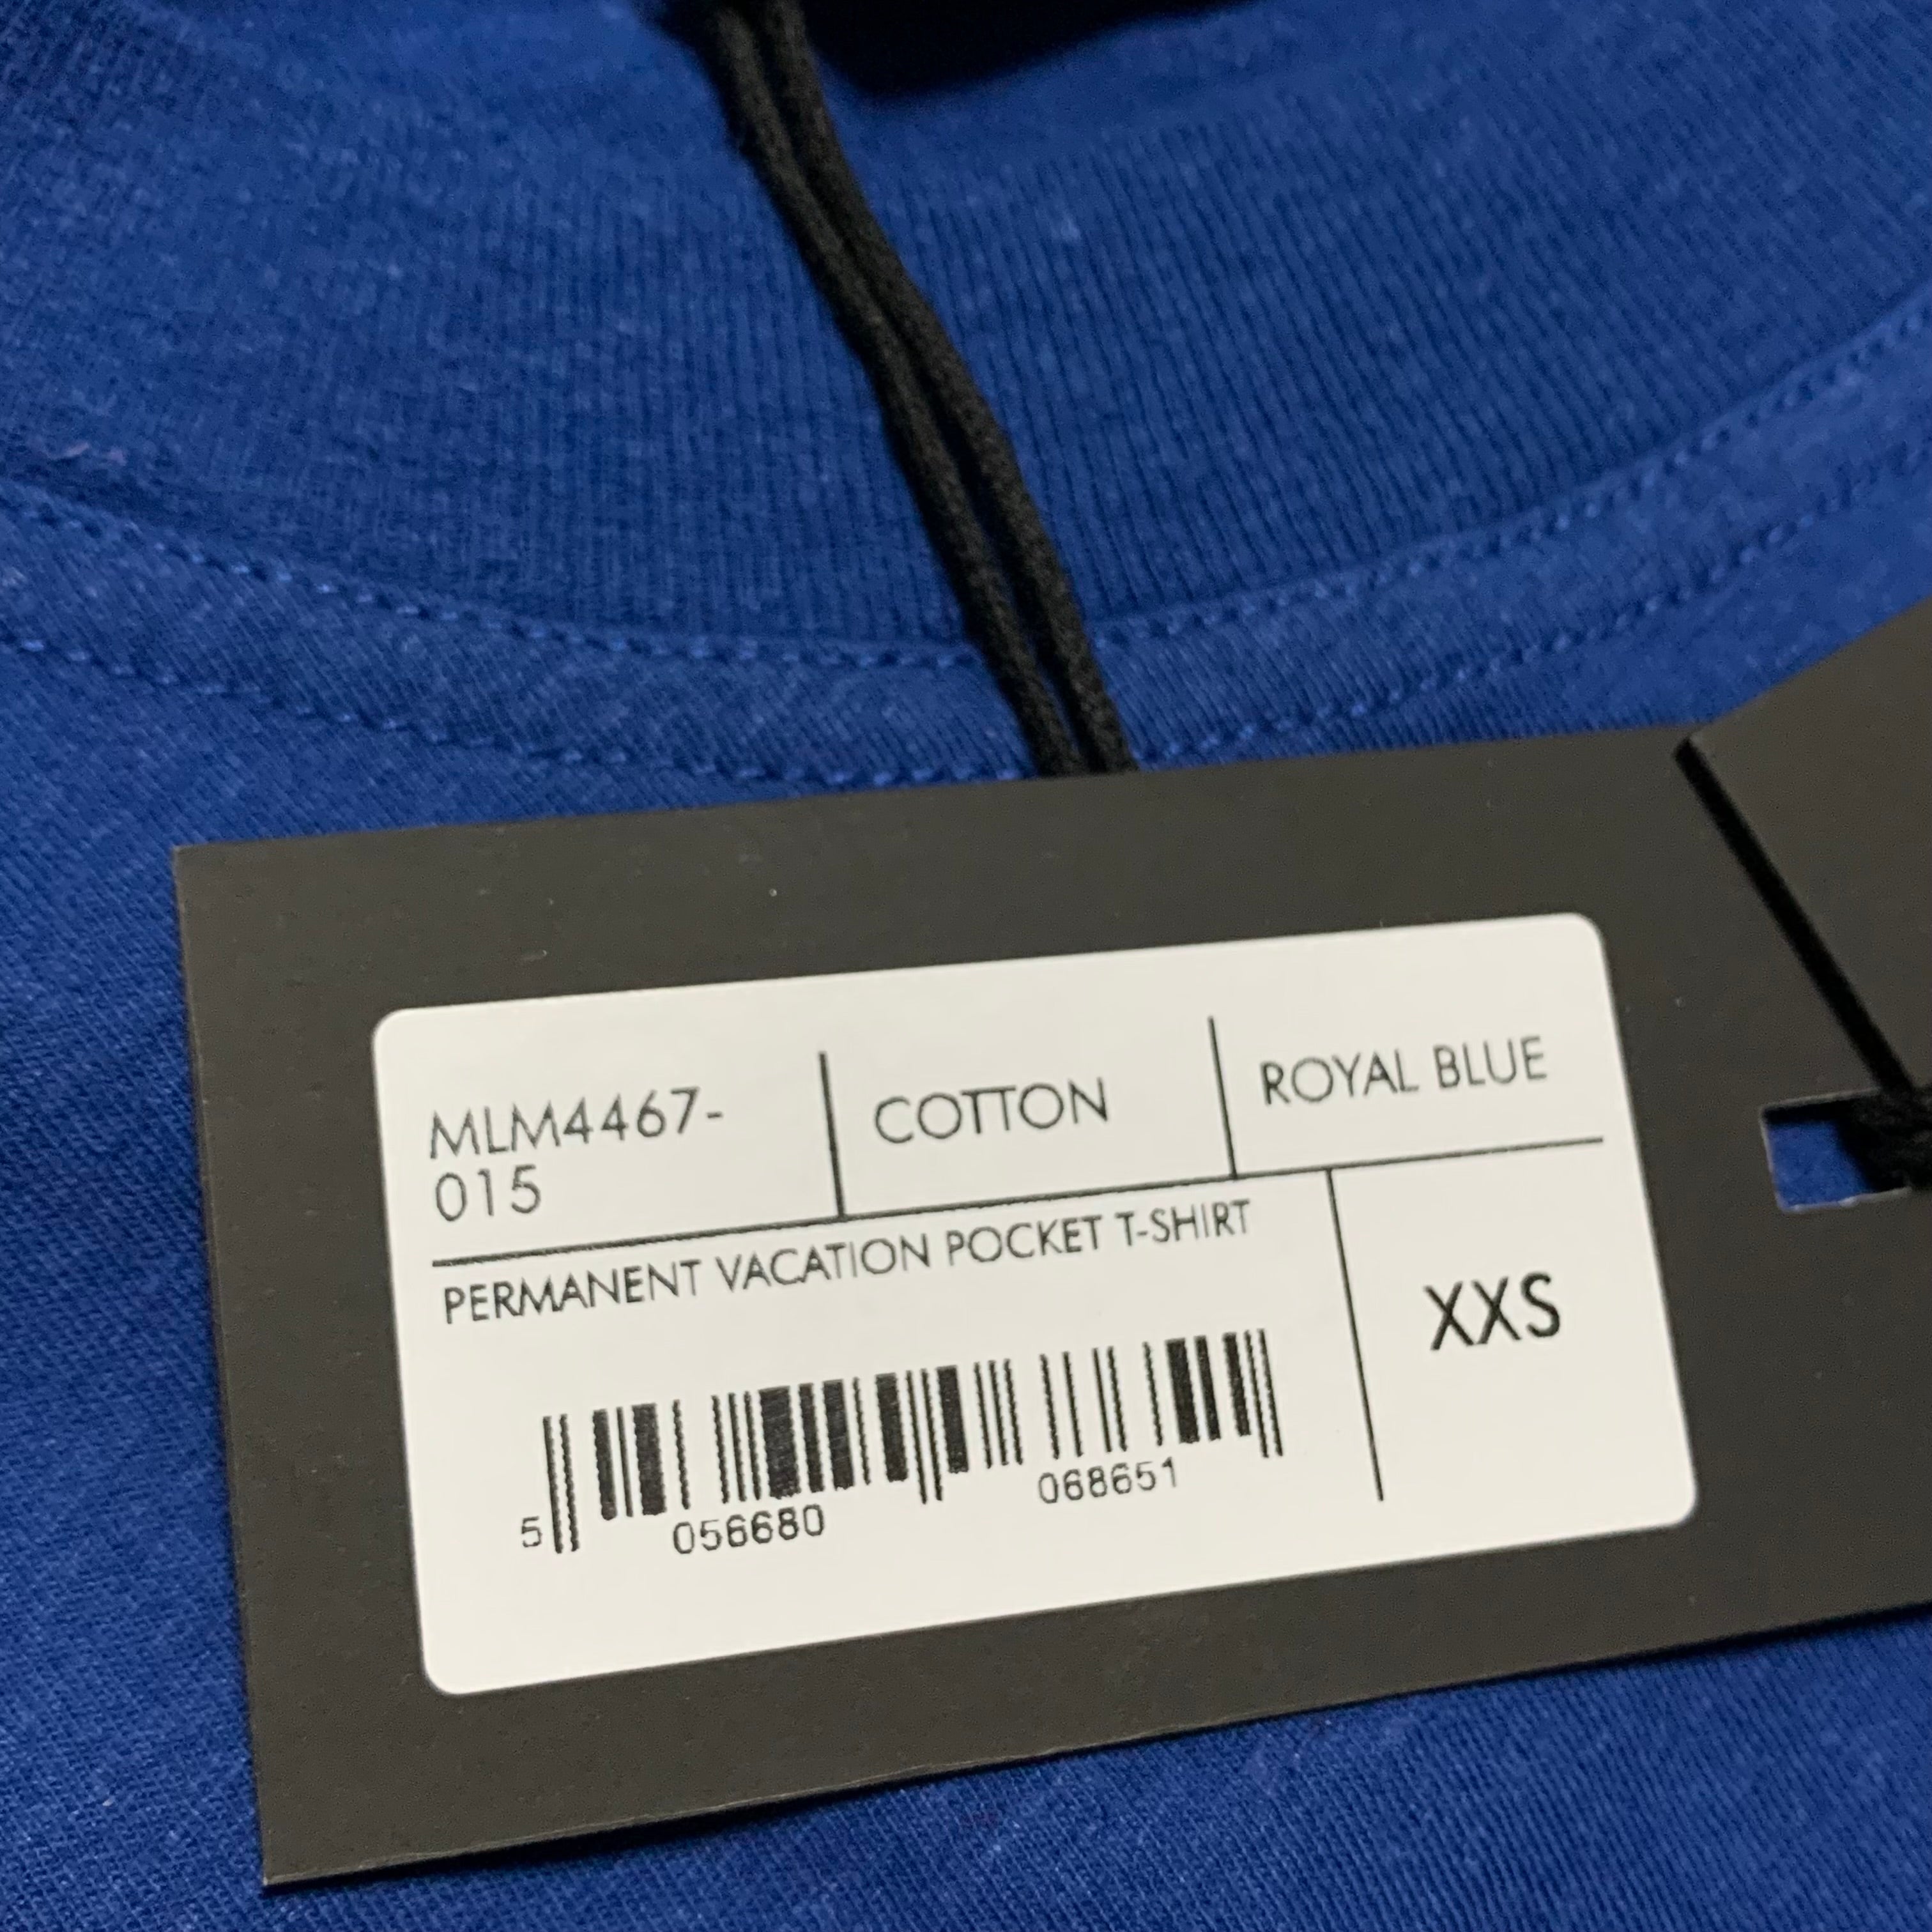 MLM4467-
015
COTTON
ROYAL BLUE
PERMANENT VACATION POCKET T-SHIRT
XXS
5 056680 068651